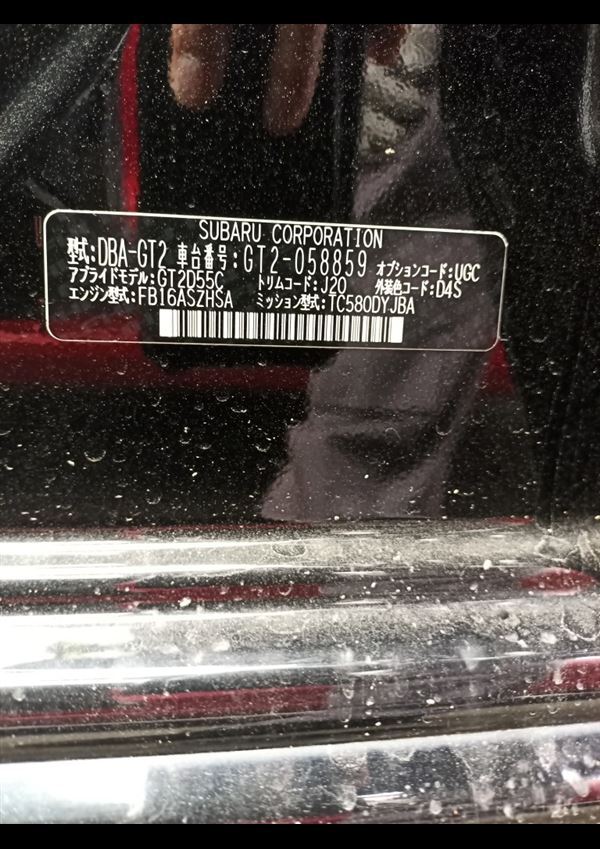 SUBARU CORPORATION
型式:DBA-GT2 車台番号:GT2-058859 オプションコード:UGC
アプライドモデル:GT2D55C トリムコード:J20 外装色コード:D4S
エンジン型式:FB16ASZHSA ミッション型式:TC580DYJBA